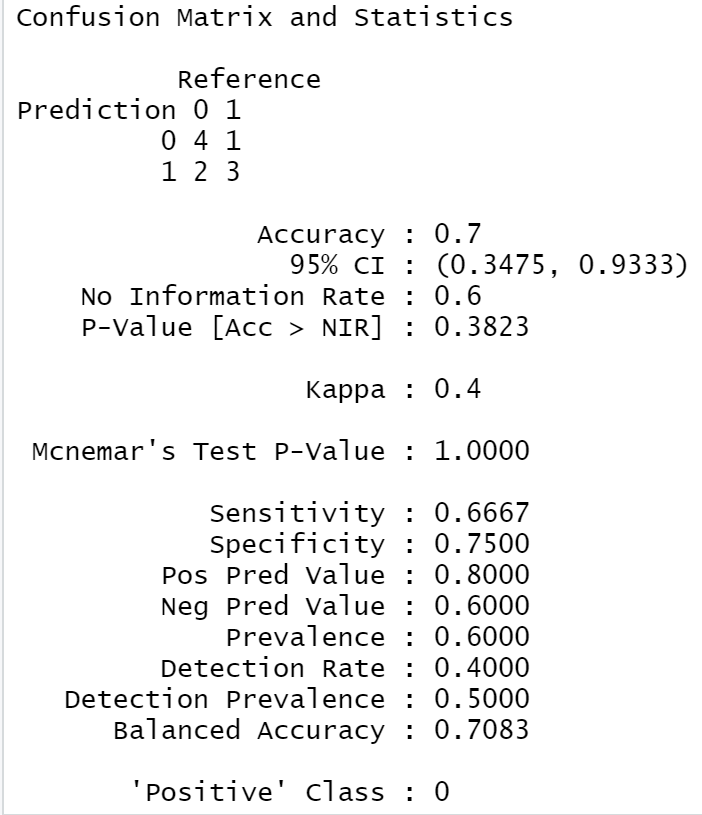 Confusion Matrix and Statistics
Reference
Prediction 0 1
0 4 1
1 2 3
Accuracy : 0.7
95% CI : (0.3475, 0.9333)
No Information Rate : 0.6
P-Value [Acc > NIR] : 0.3823
Kappa : 0.4
Mcnemar's Test P-Value : 1.0000
Sensitivity : 0.6667
Specificity : 0.7500
Pos Pred Value : 0.8000
Neg Pred Value : 0.6000
Prevalence : 0.6000
Detection Rate : 0.4000
Detection Prevalence : 0.5000
Balanced Accuracy : 0.7083
'Positive' Class : 0